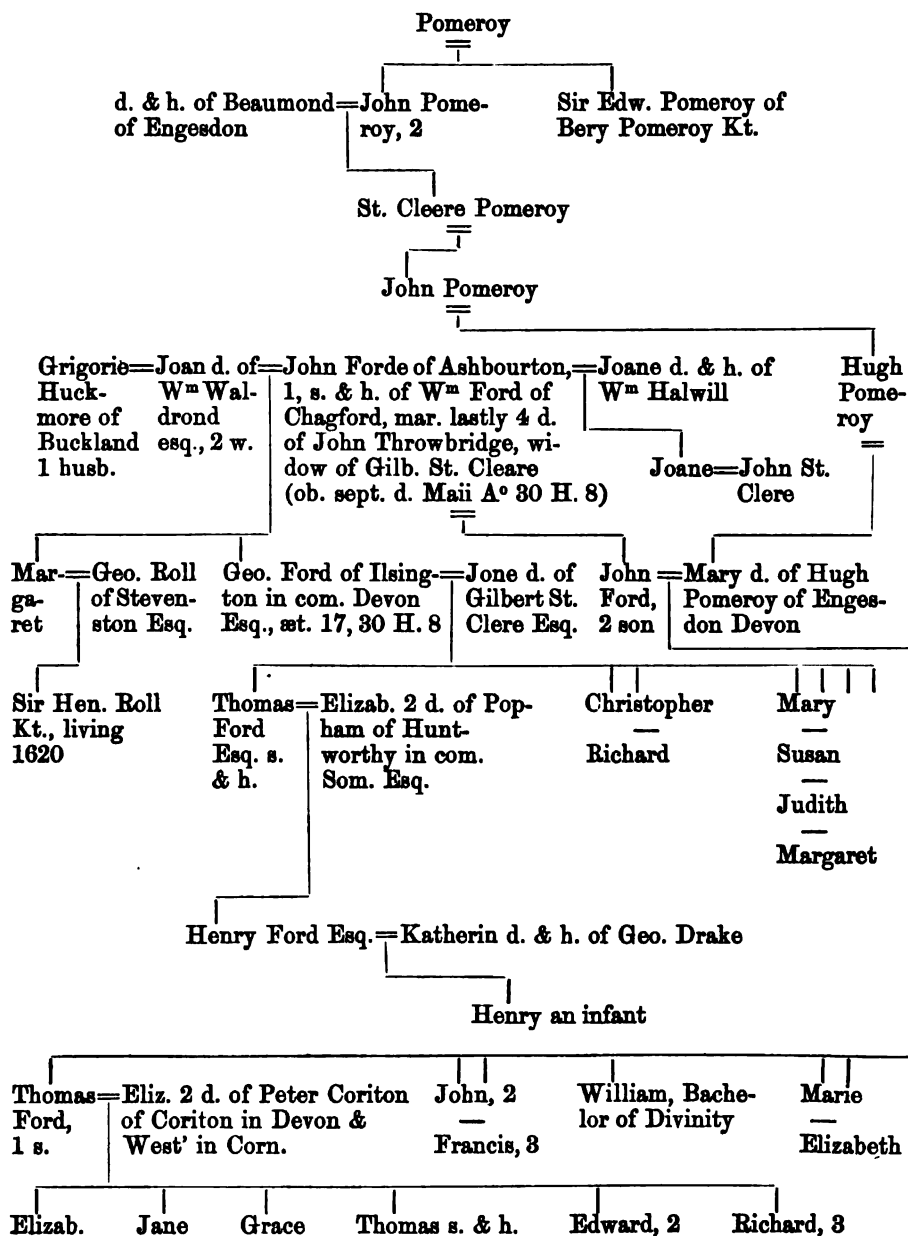 Pomeroy
d. & h. of Beaumond=John Pome-
of Engesdon
roy, 2
Sir Edw. Pomeroy of
Bery Pomeroy Kt.
St. Cleere Pomeroy
John Pomeroy
Grigorie=
Huck-
more of
Buckland
1 husb.
Joan d. of
Wᵐ Wal-
drond
esq., 2 w.
=John Forde of Ashbourton,=
1, s. & h. of Wᵐ Ford of
Chagford, mar. lastly 4 d.
of John Throwbridge, wi-
dow of Gilb. St. Cleare
(ob. sept. d. Maii Aᵒ 30 H. 8)
Joane d. & h. of
Wᵐ Halwill
Joane=John St.
Clere
Hugh
Pome-
roy
Mar-
ga-
ret
=Geo. Roll
of Steven-
ston Esq.
Geo. Ford of Ilsing-
ton in com. Devon
Esq., æt. 17, 30 H. 8
=Jone d. of
Gilbert St.
Clere Esq.
John
Ford,
2 son
=Mary d. of Hugh
Pomeroy of Enges-
don Devon
Sir Hen. Roll
Kt., living
1620
Thomas=
Ford
Esq. s.
& h.
Elizab. 2 d. of Pop-
ham of Hunt-
worthy in com.
Som. Esq.
Christopher
—
Richard
Mary
—
Susan
—
Judith
—
Margaret
Henry Ford Esq.=Katherin d. & h. of Geo. Drake
Henry an infant
Thomas=
Ford,
1 s.
Eliz. 2 d. of Peter Coriton
of Coriton in Devon &
West' in Corn.
John, 2
—
Francis, 3
William, Bache-
lor of Divinity
Marie
—
Elizabeth
Elizab. Jane Grace Thomas s. & h. Edward, 2 Richard, 3